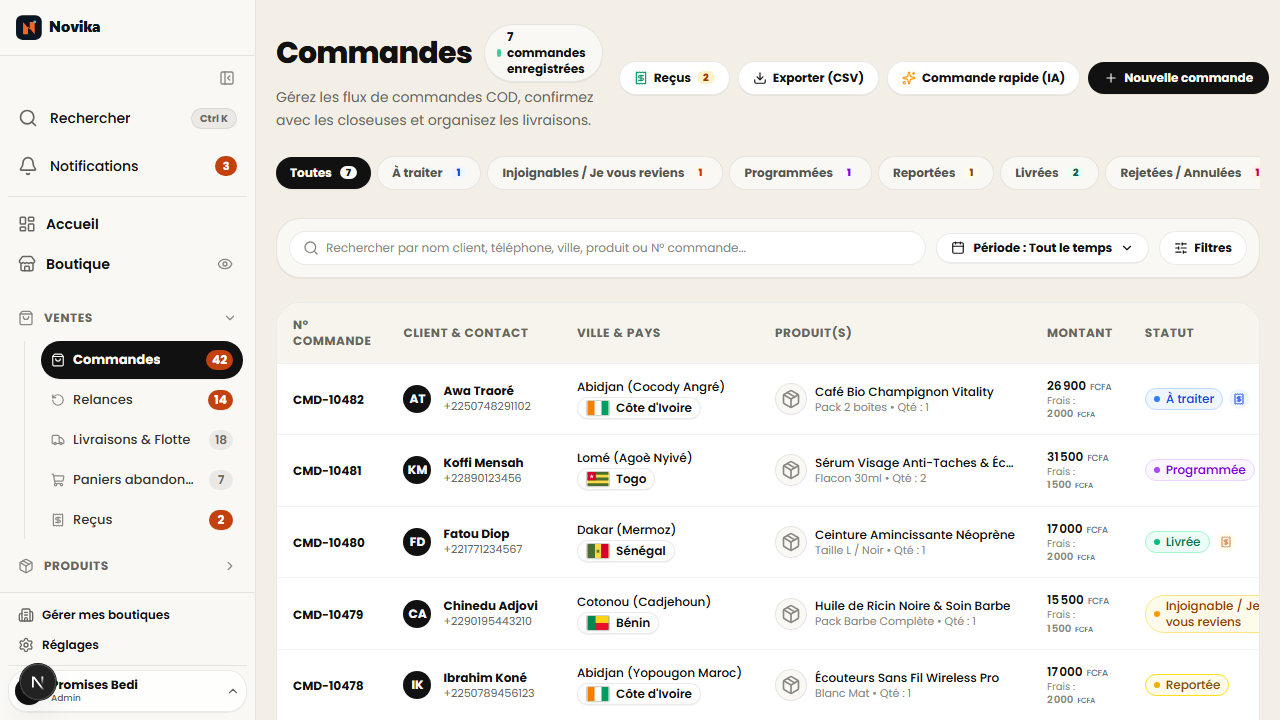 Novika
Rechercher
Ctrl K
Notifications
3
Accueil
Boutique
VENTES
Commandes
42
Relances
14
Livraisons & Flotte
18
Paniers abandon...
7
Reçus
2
PRODUITS
Gérer mes boutiques
Réglages
N
Promises Bedi
Admin
Commandes
7
commandes
enregistrées
Gérez les flux de commandes COD, confirmez
avec les closeuses et organisez les livraisons.
Reçus 2
Exporter (CSV)
Commande rapide (IA)
Nouvelle commande
Toutes 7
À traiter 1
Injoignables / Je vous reviens 1
Programmées 1
Reportées 1
Livrées 2
Rejetées / Annulées 1
Rechercher par nom client, téléphone, ville, produit ou N° commande...
Période : Tout le temps
Filtres
N°
COMMANDE
CLIENT & CONTACT
VILLE & PAYS
PRODUIT(S)
MONTANT
STATUT
CMD-10482
AT
Awa Traoré
+2250748291102
Abidjan (Cocody Angré)
Côte d'Ivoire
Café Bio Champignon Vitality
Pack 2 boîtes • Qté : 1
26 900 FCFA
Frais :
2000 FCFA
À traiter
CMD-10481
KM
Koffi Mensah
+22890123456
Lomé (Agoè Nyivé)
Togo
Sérum Visage Anti-Taches & Éc...
Flacon 30ml • Qté : 2
31 500 FCFA
Frais :
1500 FCFA
Programmée
CMD-10480
FD
Fatou Diop
+221771234567
Dakar (Mermoz)
Sénégal
Ceinture Amincissante Néoprène
Taille L / Noir • Qté : 1
17 000 FCFA
Frais :
2000 FCFA
Livrée
CMD-10479
CA
Chinedu Adjovi
+2290195443210
Cotonou (Cadjehoun)
Bénin
Huile de Ricin Noire & Soin Barbe
Pack Barbe Complète • Qté : 1
15 500 FCFA
Frais :
1500 FCFA
Injoignable / Je
vous reviens
CMD-10478
IK
Ibrahim Koné
+2250789456123
Abidjan (Yopougon Maroc)
Côte d'Ivoire
Écouteurs Sans Fil Wireless Pro
Blanc Mat • Qté : 1
17 000 FCFA
Frais :
2000 FCFA
Reportée